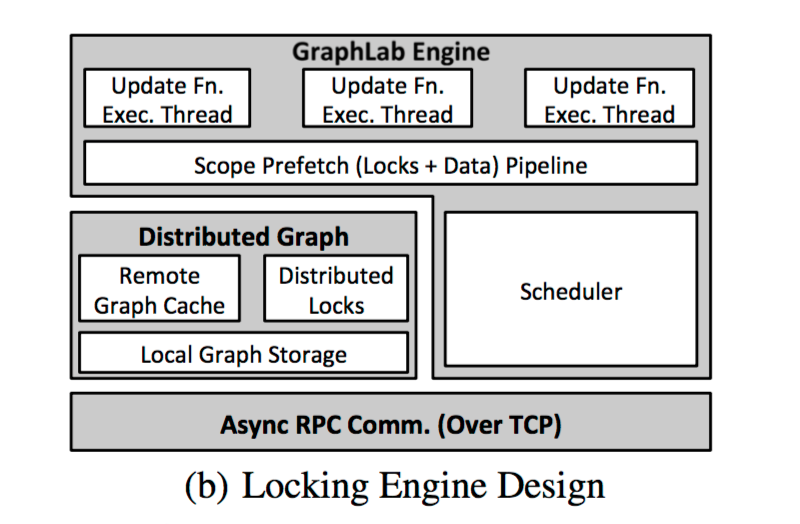 GraphLab Engine
Update Fn.
Exec. Thread
Update Fn.
Exec. Thread
Update Fn.
Exec. Thread
Scope Prefetch (Locks + Data) Pipeline
Distributed Graph
Remote
Graph Cache
Distributed
Locks
Local Graph Storage
Scheduler
Async RPC Comm. (Over TCP)
(b) Locking Engine Design